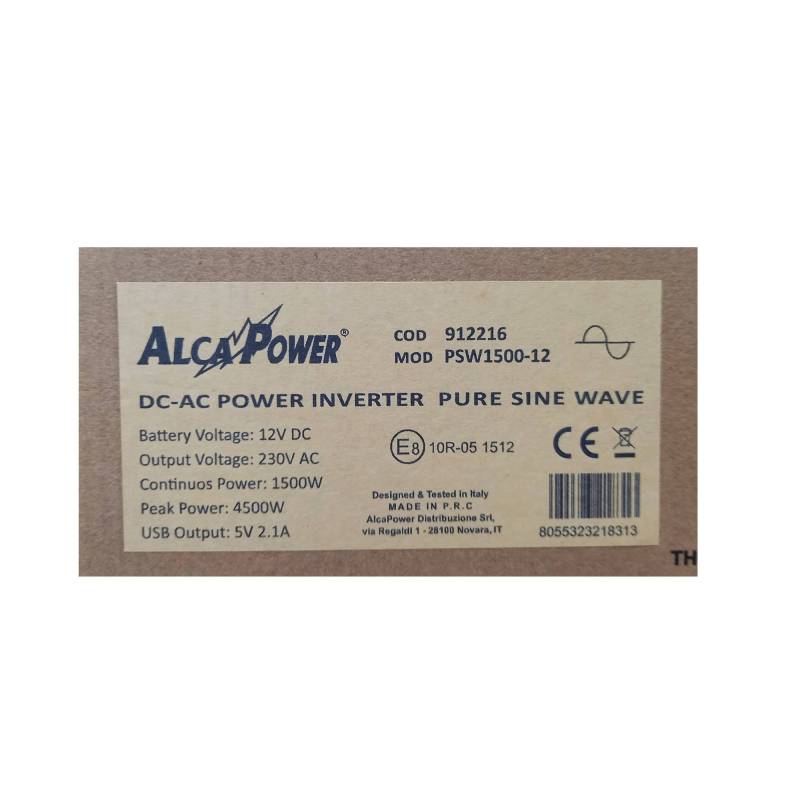 ALCAPOWER®
COD 912216
MOD PSW1500-12
DC-AC POWER INVERTER PURE SINE WAVE
Battery Voltage: 12V DC
Output Voltage: 230V AC
Continuos Power: 1500W
Peak Power: 4500W
USB Output: 5V 2.1A
E8 10R-05 1512
CE
Designed & Tested in Italy
MADE IN P.R.C
AlcaPower Distribuzione Srl,
via Regaldi 1 - 28100 Novara, IT
8055323218313
TH